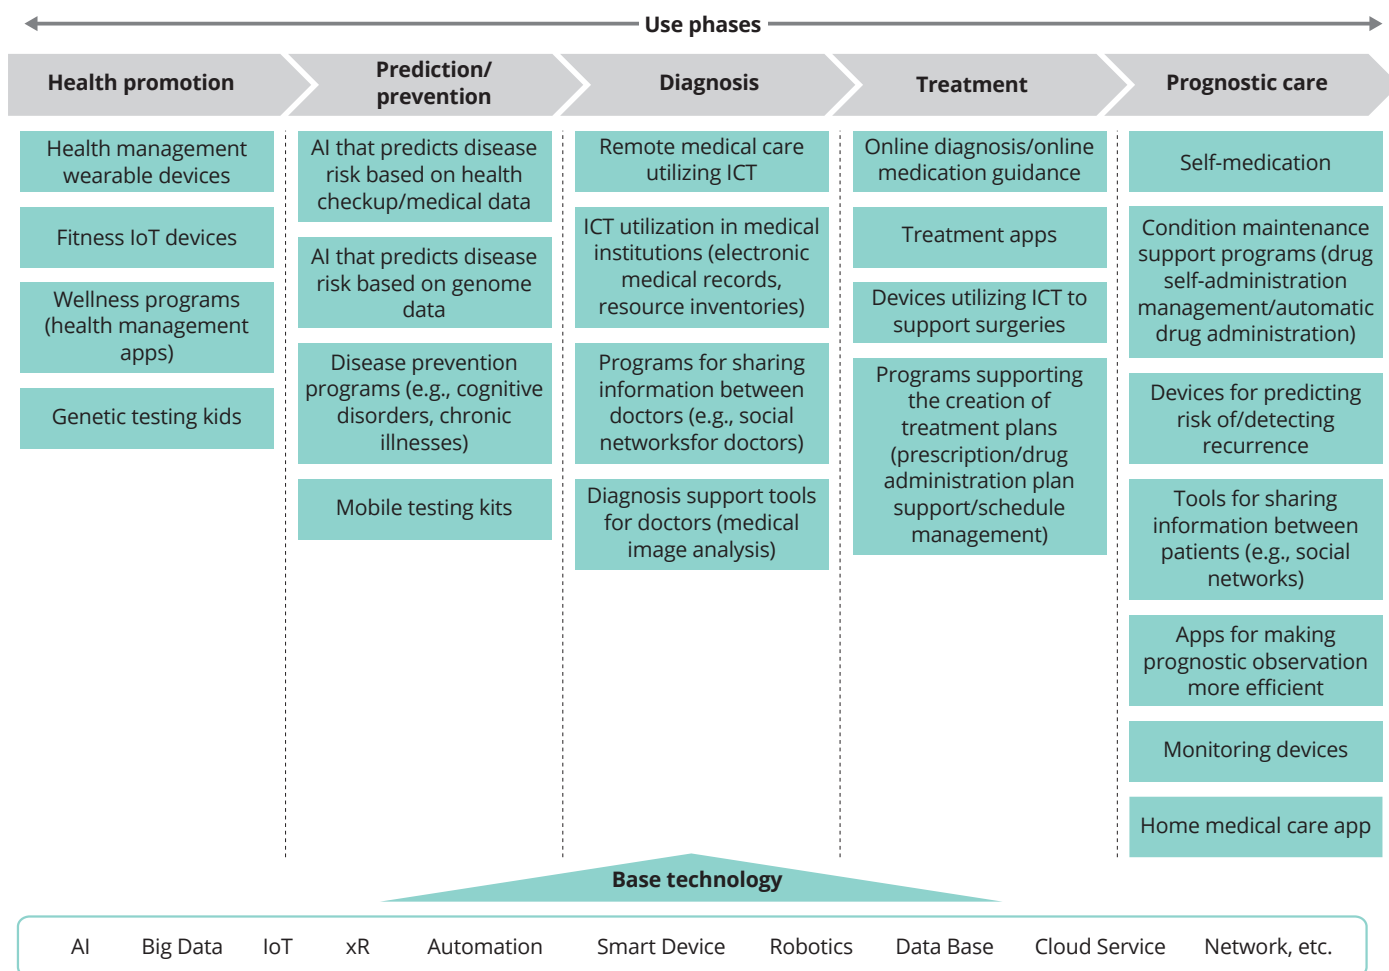 Use phases
Health promotion
Prediction/
prevention
Diagnosis
Treatment
Prognostic care
Health management
wearable devices
Fitness IoT devices
Wellness programs
(health management
apps)
Genetic testing kids
AI that predicts disease
risk based on health
checkup/medical data
AI that predicts disease
risk based on genome
data
Disease prevention
programs (e.g., cognitive
disorders, chronic
illnesses)
Mobile testing kits
Remote medical care
utilizing ICT
ICT utilization in medical
institutions (electronic
medical records,
resource inventories)
Programs for sharing
information between
doctors (e.g., social
networksfor doctors)
Diagnosis support tools
for doctors (medical
image analysis)
Online diagnosis/online
medication guidance
Treatment apps
Devices utilizing ICT to
support surgeries
Programs supporting
the creation of
treatment plans
(prescription/drug
administration plan
support/schedule
management)
Self-medication
Condition maintenance
support programs (drug
self-administration
management/automatic
drug administration)
Devices for predicting
risk of/detecting
recurrence
Tools for sharing
information between
patients (e.g., social
networks)
Apps for making
prognostic observation
more efficient
Monitoring devices
Home medical care app
Base technology
AI Big Data IoT xR Automation Smart Device Robotics Data Base Cloud Service Network, etc.